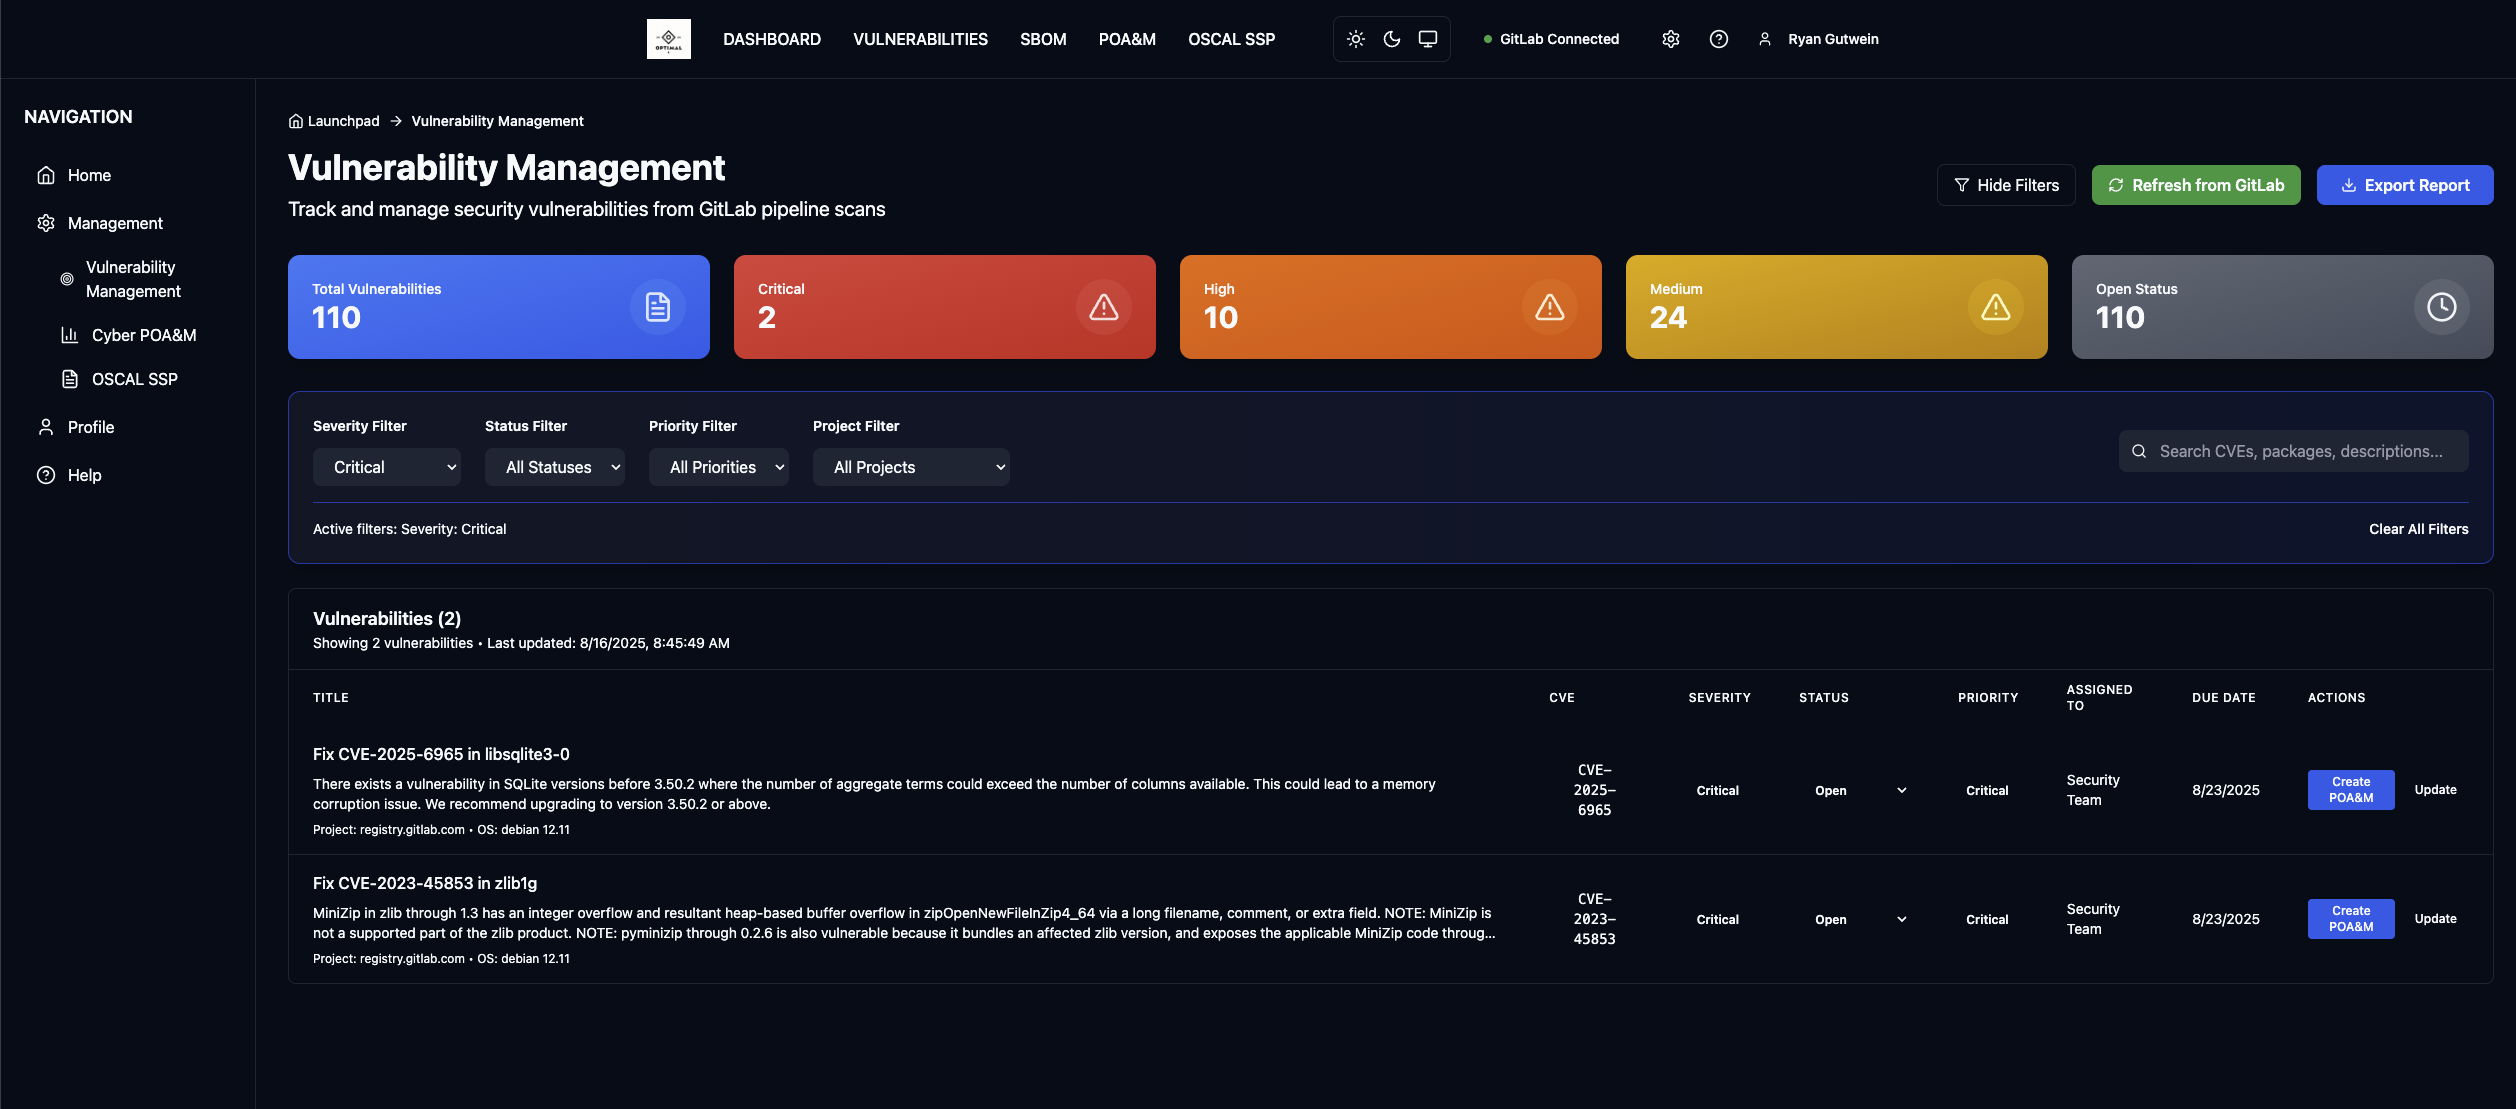 OPTIMAL
DASHBOARD
VULNERABILITIES
SBOM
POA&M
OSCAL SSP
GitLab Connected
Ryan Gutwein
NAVIGATION
Home
Management
Vulnerability
Management
Cyber POA&M
OSCAL SSP
Profile
Help
Launchpad
Vulnerability Management
Vulnerability Management
Track and manage security vulnerabilities from GitLab pipeline scans
Hide Filters
Refresh from GitLab
Export Report
Total Vulnerabilities
110
Critical
2
High
10
Medium
24
Open Status
110
Severity Filter
Status Filter
Priority Filter
Project Filter
Critical
All Statuses
All Priorities
All Projects
Search CVEs, packages, descriptions...
Active filters: Severity: Critical
Clear All Filters
Vulnerabilities (2)
Showing 2 vulnerabilities • Last updated: 8/16/2025, 8:45:49 AM
TITLE
CVE
SEVERITY
STATUS
PRIORITY
ASSIGNED
TO
DUE DATE
ACTIONS
Fix CVE-2025-6965 in libsqlite3-0
There exists a vulnerability in SQLite versions before 3.50.2 where the number of aggregate terms could exceed the number of columns available. This could lead to a memory
corruption issue. We recommend upgrading to version 3.50.2 or above.
Project: registry.gitlab.com • OS: debian 12.11
CVE-
2025-
6965
Critical
Open
Critical
Security
Team
8/23/2025
Create
POA&M
Update
Fix CVE-2023-45853 in zlib1g
MiniZip in zlib through 1.3 has an integer overflow and resultant heap-based buffer overflow in zipOpenNewFileInZip4_64 via a long filename, comment, or extra field. NOTE: MiniZip is
not a supported part of the zlib product. NOTE: pyminizip through 0.2.6 is also vulnerable because it bundles an affected zlib version, and exposes the applicable MiniZip code throug...
Project: registry.gitlab.com • OS: debian 12.11
CVE-
2023-
45853
Critical
Open
Critical
Security
Team
8/23/2025
Create
POA&M
Update